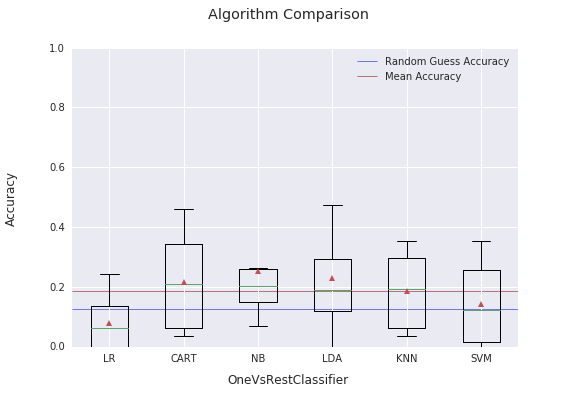 Algorithm Comparison
1.0
0.8
0.6
0.4
0.2
0.0
Accuracy
Random Guess Accuracy
Mean Accuracy
LR CART NB LDA KNN SVM
OneVsRestClassifier